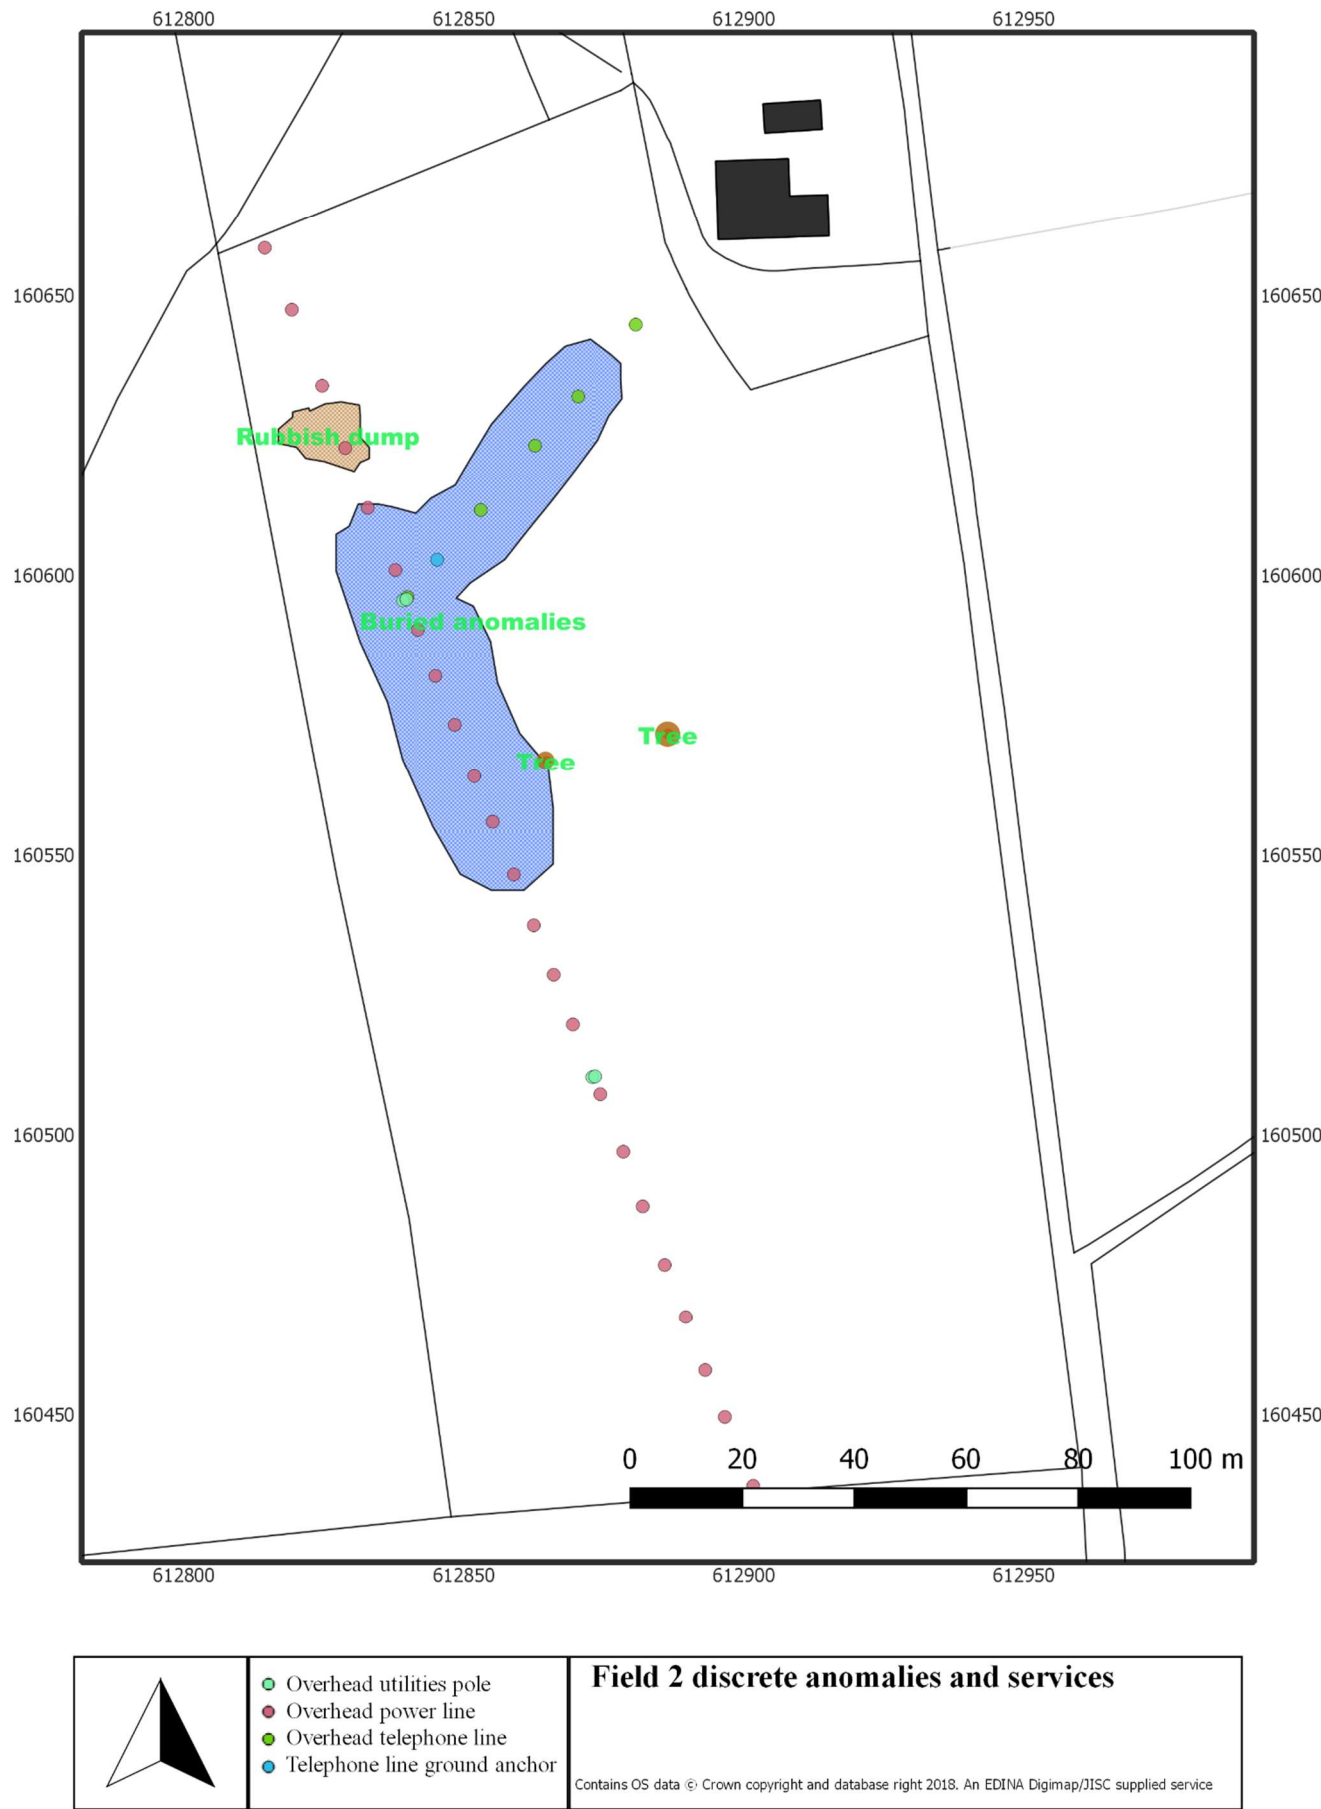 612800 612850 612900 612950
160650 160650
Rubbish dump
160600 160600
Buried anomalies
Tree
Tree
160550 160550
160500 160500
160450 160450
0 20 40 60 80 100 m
612800 612850 612900 612950
Field 2 discrete anomalies and services
Overhead utilities pole
Overhead power line
Overhead telephone line
Telephone line ground anchor
Contains OS data © Crown copyright and database right 2018. An EDINA Digimap/JISC supplied service